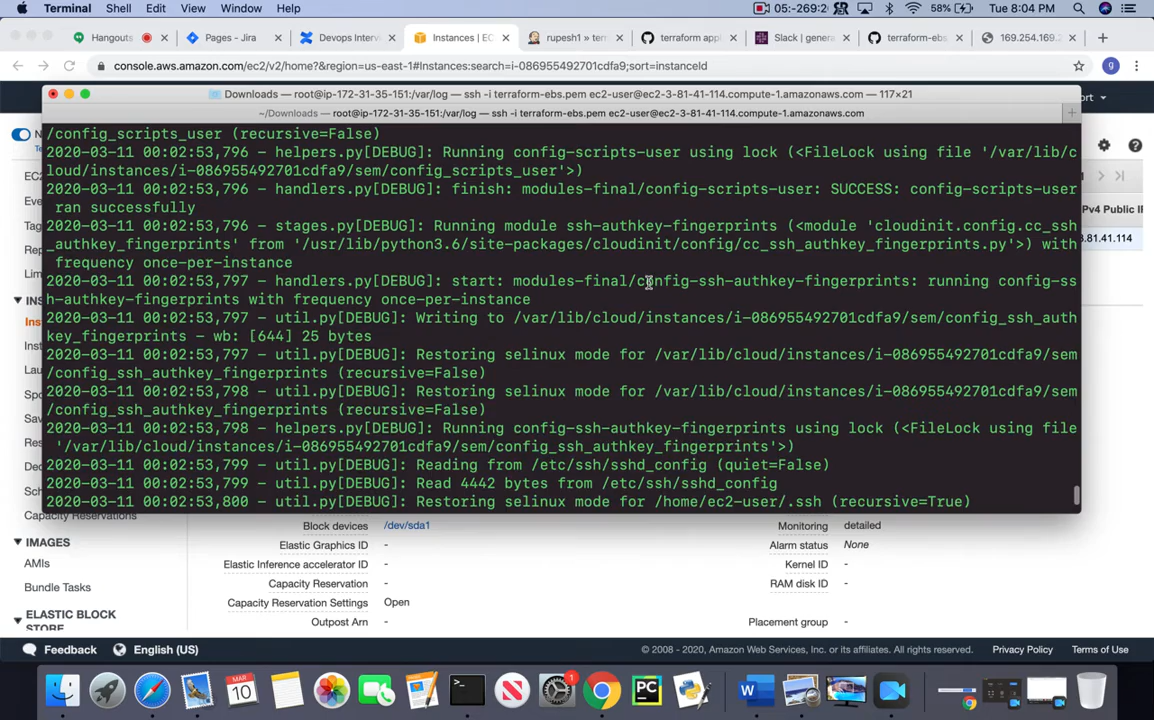 Terminal Shell Edit View Window Help 05:-269:2 58% Tue 8:04 PM
Hangouts Pages - Jira Devops Intervi Instances | EC rupesh1 » tem terraform appl Slack | genera terraform-ebs 169.254.169.
console.aws.amazon.com/ec2/v2/home?&region=us-east-1#Instances:search=i-086955492701cdfa9;sort=instanceId g
Downloads — root@ip-172-31-35-151:/var/log — ssh -i terraform-ebs.pem ec2-user@ec2-3-81-41-114.compute-1.amazonaws.com — 117×21
~/Downloads — root@ip-172-31-35-151:/var/log — ssh -i terraform-ebs.pem ec2-user@ec2-3-81-41-114.compute-1.amazonaws.com
/config_scripts_user (recursive=False)
2020-03-11 00:02:53,796 - helpers.py[DEBUG]: Running config-scripts-user using lock (<FileLock using file '/var/lib/c
loud/instances/i-086955492701cdfa9/sem/config_scripts_user'>)
2020-03-11 00:02:53,796 - handlers.py[DEBUG]: finish: modules-final/config-scripts-user: SUCCESS: config-scripts-user
ran successfully
2020-03-11 00:02:53,796 - stages.py[DEBUG]: Running module ssh-authkey-fingerprints (<module 'cloudinit.config.cc_ssh
_authkey_fingerprints' from '/usr/lib/python3.6/site-packages/cloudinit/config/cc_ssh_authkey_fingerprints.py'>) with
frequency once-per-instance
2020-03-11 00:02:53,797 - handlers.py[DEBUG]: start: modules-final/config-ssh-authkey-fingerprints: running config-ss
h-authkey-fingerprints with frequency once-per-instance
2020-03-11 00:02:53,797 - util.py[DEBUG]: Writing to /var/lib/cloud/instances/i-086955492701cdfa9/sem/config_ssh_auth
key_fingerprints - wb: [644] 25 bytes
2020-03-11 00:02:53,797 - util.py[DEBUG]: Restoring selinux mode for /var/lib/cloud/instances/i-086955492701cdfa9/sem
/config_ssh_authkey_fingerprints (recursive=False)
2020-03-11 00:02:53,798 - util.py[DEBUG]: Restoring selinux mode for /var/lib/cloud/instances/i-086955492701cdfa9/sem
/config_ssh_authkey_fingerprints (recursive=False)
2020-03-11 00:02:53,798 - helpers.py[DEBUG]: Running config-ssh-authkey-fingerprints using lock (<FileLock using file
'/var/lib/cloud/instances/i-086955492701cdfa9/sem/config_ssh_authkey_fingerprints'>)
2020-03-11 00:02:53,799 - util.py[DEBUG]: Reading from /etc/ssh/sshd_config (quiet=False)
2020-03-11 00:02:53,799 - util.py[DEBUG]: Read 4442 bytes from /etc/ssh/sshd_config
2020-03-11 00:02:53,800 - util.py[DEBUG]: Restoring selinux mode for /home/ec2-user/.ssh (recursive=True)
ort
Pv4 Public IP
.81.41.114
Capacity Reservations
IMAGES
AMIs
Bundle Tasks
ELASTIC BLOCK
STORE
Block devices /dev/sda1 Monitoring detailed
Elastic Graphics ID - Alarm status None
Elastic Inference accelerator ID - Kernel ID -
Capacity Reservation - RAM disk ID -
Capacity Reservation Settings Open
Outpost Arn - Placement group -
Feedback English (US) © 2008 - 2020, Amazon Web Services, Inc. or its affiliates. All rights reserved. Privacy Policy Terms of Use
MAR
10
1
PC
W